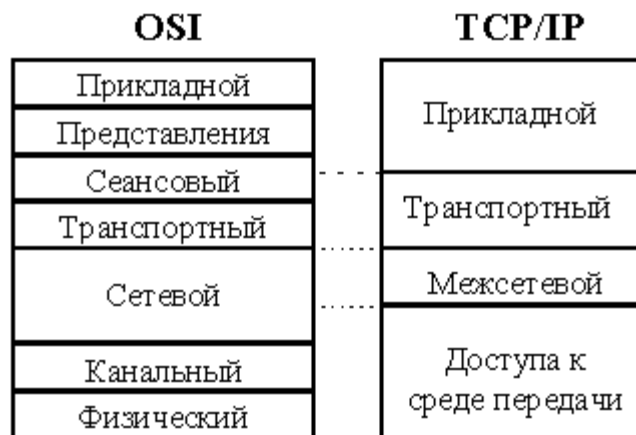 OSI
TCP/IP
Прикладной
Представления
Сеансовый
Транспортный
Сетевой
Канальный
Физический
Прикладной
Транспортный
Межсетевой
Доступа к
среде передачи